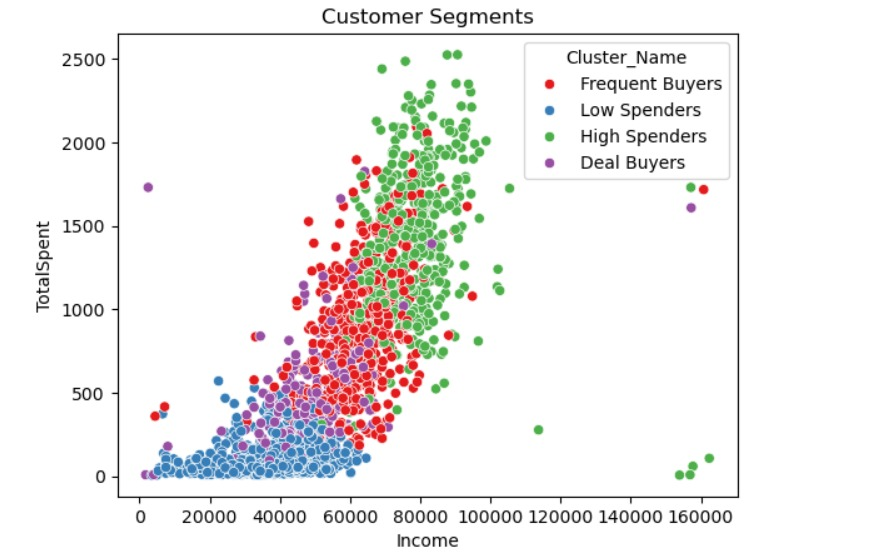 Customer Segments
TotalSpent
2500
2000
1500
1000
500
0
Cluster_Name
Frequent Buyers
Low Spenders
High Spenders
Deal Buyers
0 20000 40000 60000 80000 100000 120000 140000 160000
Income